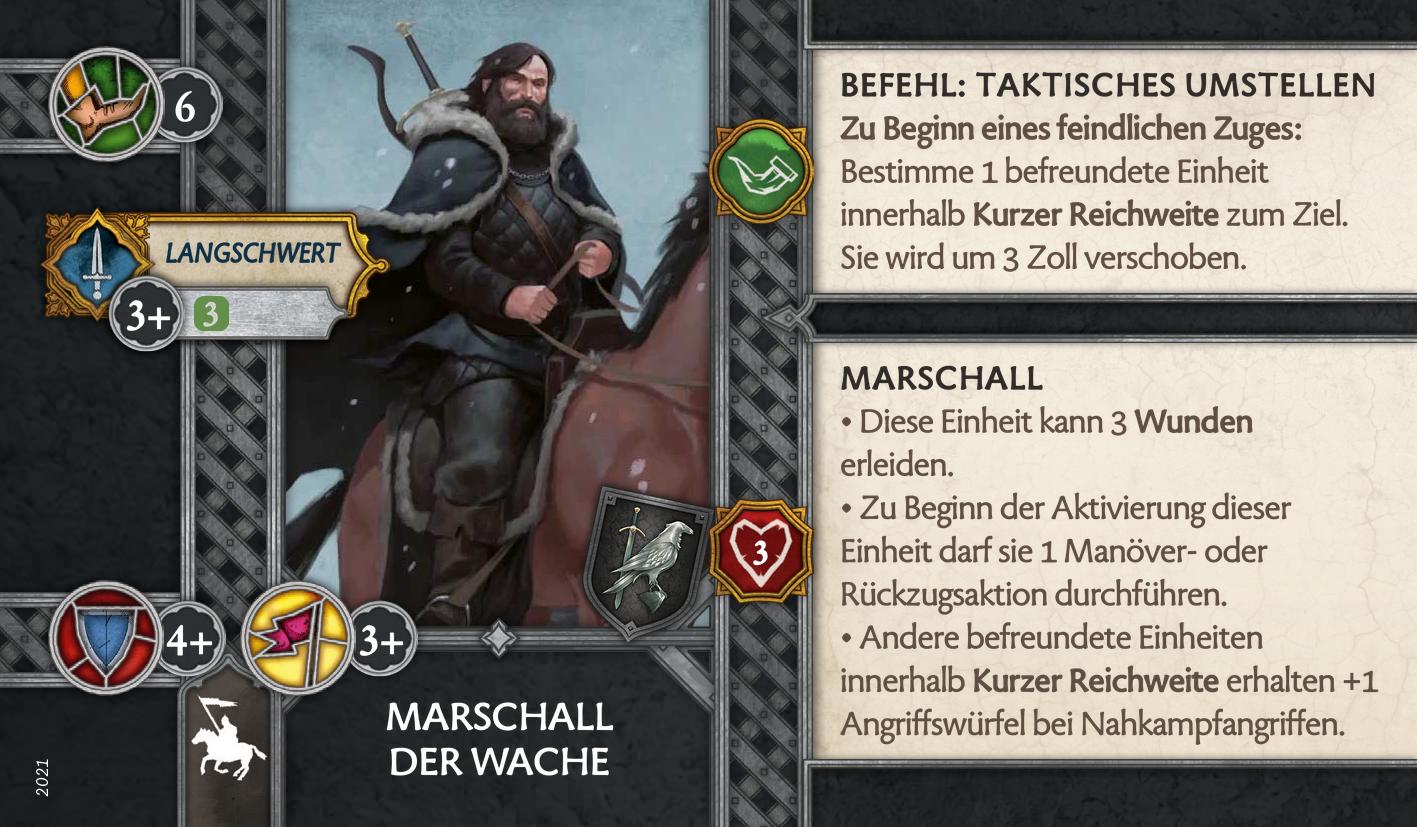 6
LANGSCHWERT
3+ 3
4+ 3+
MARSCHALL
DER WACHE
2021
BEFEHL: TAKTISCHES UMSTELLEN
Zu Beginn eines feindlichen Zuges:
Bestimme 1 befreundete Einheit
innerhalb Kurzer Reichweite zum Ziel.
Sie wird um 3 Zoll verschoben.
3
MARSCHALL
• Diese Einheit kann 3 Wunden
erleiden.
• Zu Beginn der Aktivierung dieser
Einheit darf sie 1 Manöver- oder
Rückzugsaktion durchführen.
• Andere befreundete Einheiten
innerhalb Kurzer Reichweite erhalten +1
Angriffswürfel bei Nahkampfangriffen.